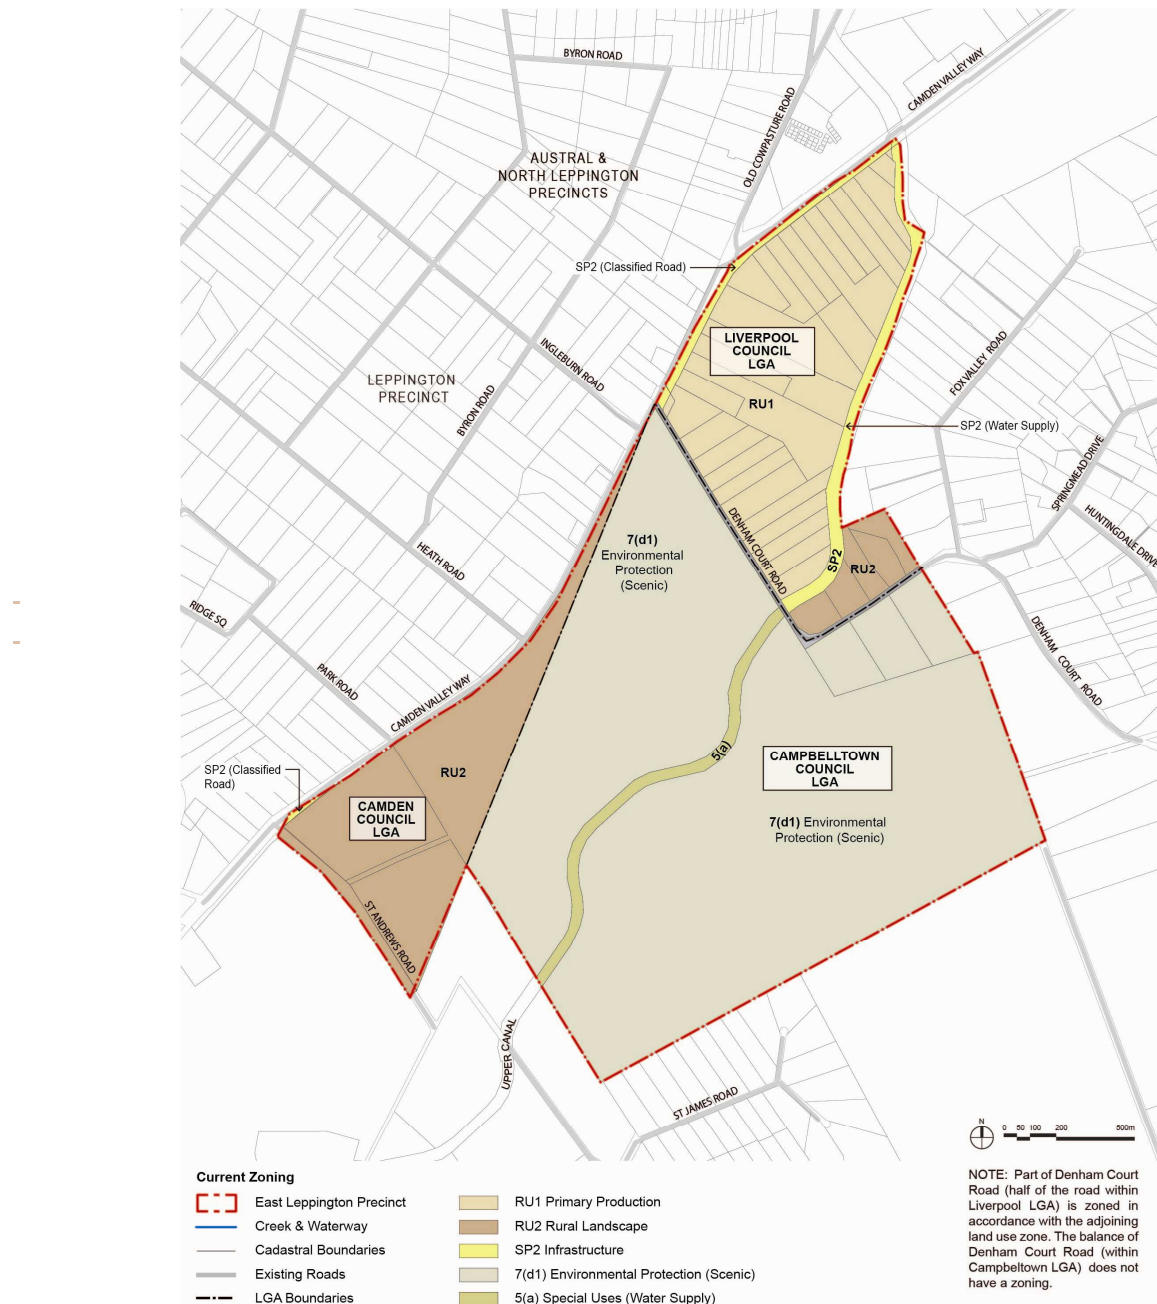 BYRON ROAD
CAMDEN VALLEY WAY
OLD COWPASTURE ROAD
AUSTRAL &
NORTH LEPPINGTON
PRECINCTS
SP2 (Classified Road)
LIVERPOOL
COUNCIL
LGA
RU1
INGLEBURN ROAD
FOX VALLEY ROAD
LEPPINGTON
PRECINCT
BYRON ROAD
SP2 (Water Supply)
SPRINGMEAD DRIVE
HUNTINGDALE DRIVE
DENHAM COURT ROAD
7(d1)
Environmental
Protection
(Scenic)
SP2
RU2
HEATH ROAD
RIDGE SQ
DENHAM COURT ROAD
PARK ROAD
CAMDEN VALLEY WAY
5(a)
SP2 (Classified
Road)
RU2
CAMPBELLTOWN
COUNCIL
LGA
CAMDEN
COUNCIL
LGA
7(d1) Environmental
Protection (Scenic)
ST ANDREWS ROAD
UPPER CANAL
ST JAMES ROAD
N
0 50 100 200 500m
NOTE: Part of Denham Court
Road (half of the road within
Liverpool LGA) is zoned in
accordance with the adjoining
land use zone. The balance of
Denham Court Road (within
Campbeltown LGA) does not
have a zoning.
Current Zoning
East Leppington Precinct
Creek & Waterway
Cadastral Boundaries
Existing Roads
LGA Boundaries
RU1 Primary Production
RU2 Rural Landscape
SP2 Infrastructure
7(d1) Environmental Protection (Scenic)
5(a) Special Uses (Water Supply)